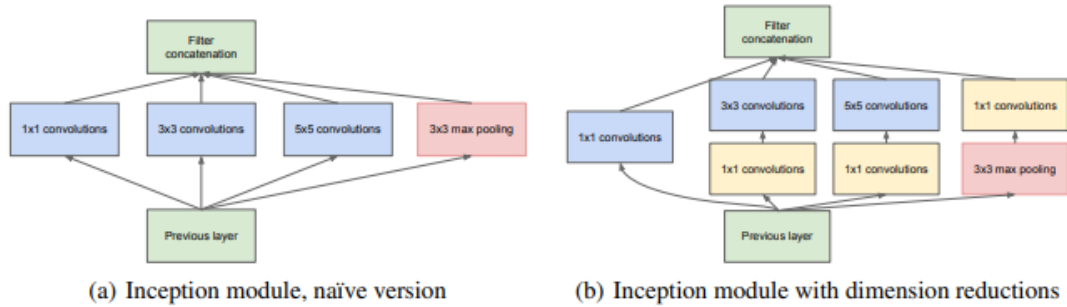 Filter
concatenation
1x1 convolutions
3x3 convolutions
5x5 convolutions
3x3 max pooling
Previous layer
(a) Inception module, naïve version
Filter
concatenation
3x3 convolutions
5x5 convolutions
1x1 convolutions
1x1 convolutions
1x1 convolutions
1x1 convolutions
3x3 max pooling
Previous layer
(b) Inception module with dimension reductions